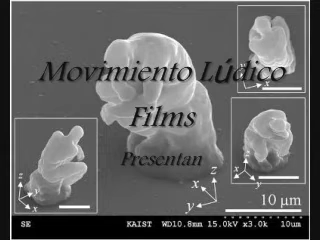 Movimiento Lúdico
Films
Presentan
z
y
x
z
y
x
z
x
y
z
x
y
10 µm
SE KAIST WD10.8mm 15.0kV x3.0k 10um